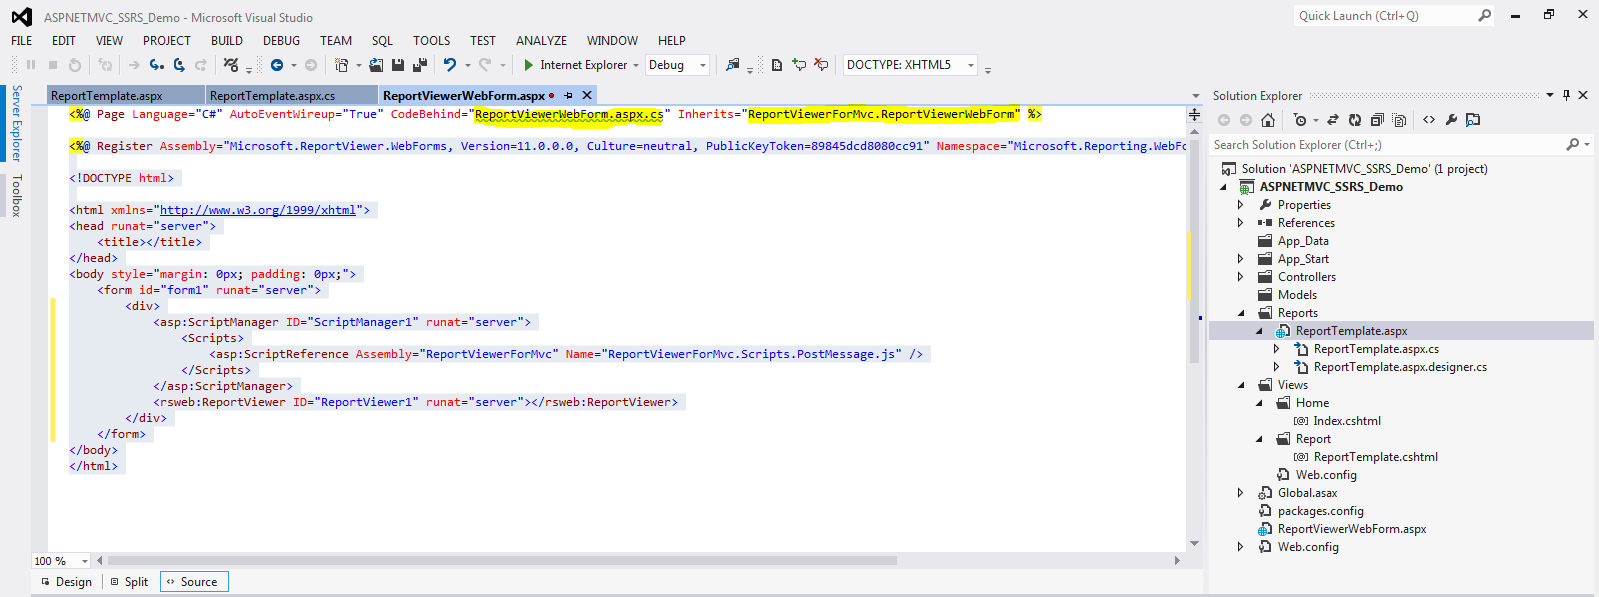 ASPNETMVC_SSRS_Demo - Microsoft Visual Studio
Quick Launch (Ctrl+Q)
FILE EDIT VIEW PROJECT BUILD DEBUG TEAM SQL TOOLS TEST ANALYZE WINDOW HELP
Internet Explorer Debug DOCTYPE: XHTML5
Server Explorer
Toolbox
ReportTemplate.aspx ReportTemplate.aspx.cs ReportViewerWebForm.aspx
<%@ Page Language="C#" AutoEventWireup="True" CodeBehind="ReportViewerWebForm.aspx.cs" Inherits="ReportViewerForMvc.ReportViewerWebForm" %>
<%@ Register Assembly="Microsoft.ReportViewer.WebForms, Version=11.0.0.0, Culture=neutral, PublicKeyToken=89845dcd8080cc91" Namespace="Microsoft.Reporting.WebFo
<!DOCTYPE html>
<html xmlns="http://www.w3.org/1999/xhtml">
<head runat="server">
<title></title>
</head>
<body style="margin: 0px; padding: 0px;">
<form id="form1" runat="server">
<div>
<asp:ScriptManager ID="ScriptManager1" runat="server">
<Scripts>
<asp:ScriptReference Assembly="ReportViewerForMvc" Name="ReportViewerForMvc.Scripts.PostMessage.js" />
</Scripts>
</asp:ScriptManager>
<rsweb:ReportViewer ID="ReportViewer1" runat="server"></rsweb:ReportViewer>
</div>
</form>
</body>
</html>
100 %
Design Split Source
Solution Explorer
Search Solution Explorer (Ctrl+;)
Solution 'ASPNETMVC_SSRS_Demo' (1 project)
ASPNETMVC_SSRS_Demo
Properties
References
App_Data
App_Start
Controllers
Models
Reports
ReportTemplate.aspx
ReportTemplate.aspx.cs
ReportTemplate.aspx.designer.cs
Views
Home
Index.cshtml
Report
ReportTemplate.cshtml
Web.config
Global.asax
packages.config
ReportViewerWebForm.aspx
Web.config